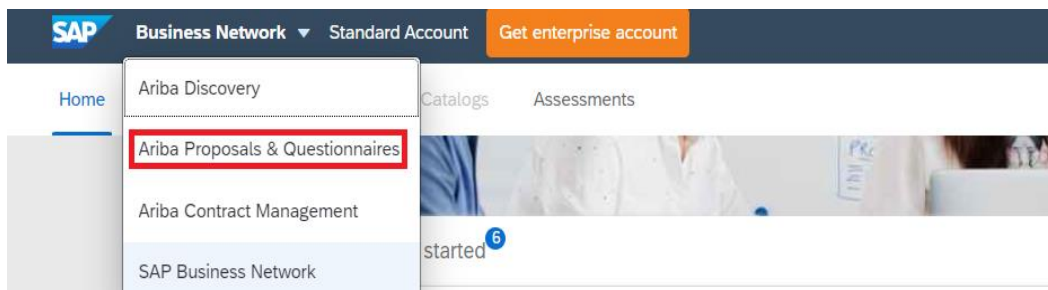 SAP Business Network ▼ Standard Account Get enterprise account
Home Catalogs Assessments
Ariba Discovery
Ariba Proposals & Questionnaires
Ariba Contract Management
SAP Business Network
started 6